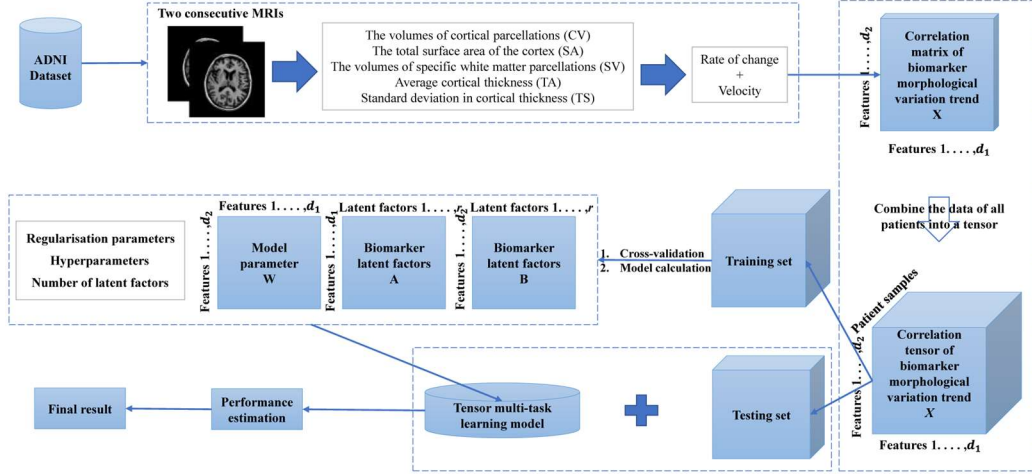 Two consecutive MRIs
ADNI
Dataset
The volumes of cortical parcellations (CV)
The total surface area of the cortex (SA)
The volumes of specific white matter parcellations (SV)
Average cortical thickness (TA)
Standard deviation in cortical thickness (TS)
Rate of change
+
Velocity
Features 1. . . . ,d₂
Correlation
matrix of
biomarker
morphological
variation trend
X
Features 1. . . . ,d₁
Combine the data of all
patients into a tensor
Regularisation parameters
Hyperparameters
Number of latent factors
Features 1. . . . ,d₁
Features 1. . . . ,d₂
Model
parameter
W
Latent factors 1. . . . ,r
Features 1. . . . ,d₁
Biomarker
latent factors
A
Latent factors 1. . . . ,r
Features 1. . . . ,d₂
Biomarker
latent factors
B
1. Cross-validation
2. Model calculation
Training set
Patient samples
Features 1. . . . ,d₂
Correlation
tensor of
biomarker
morphological
variation trend
X
Features 1. . . . ,d₁
Final result
Performance
estimation
Tensor multi-task
learning model
Testing set